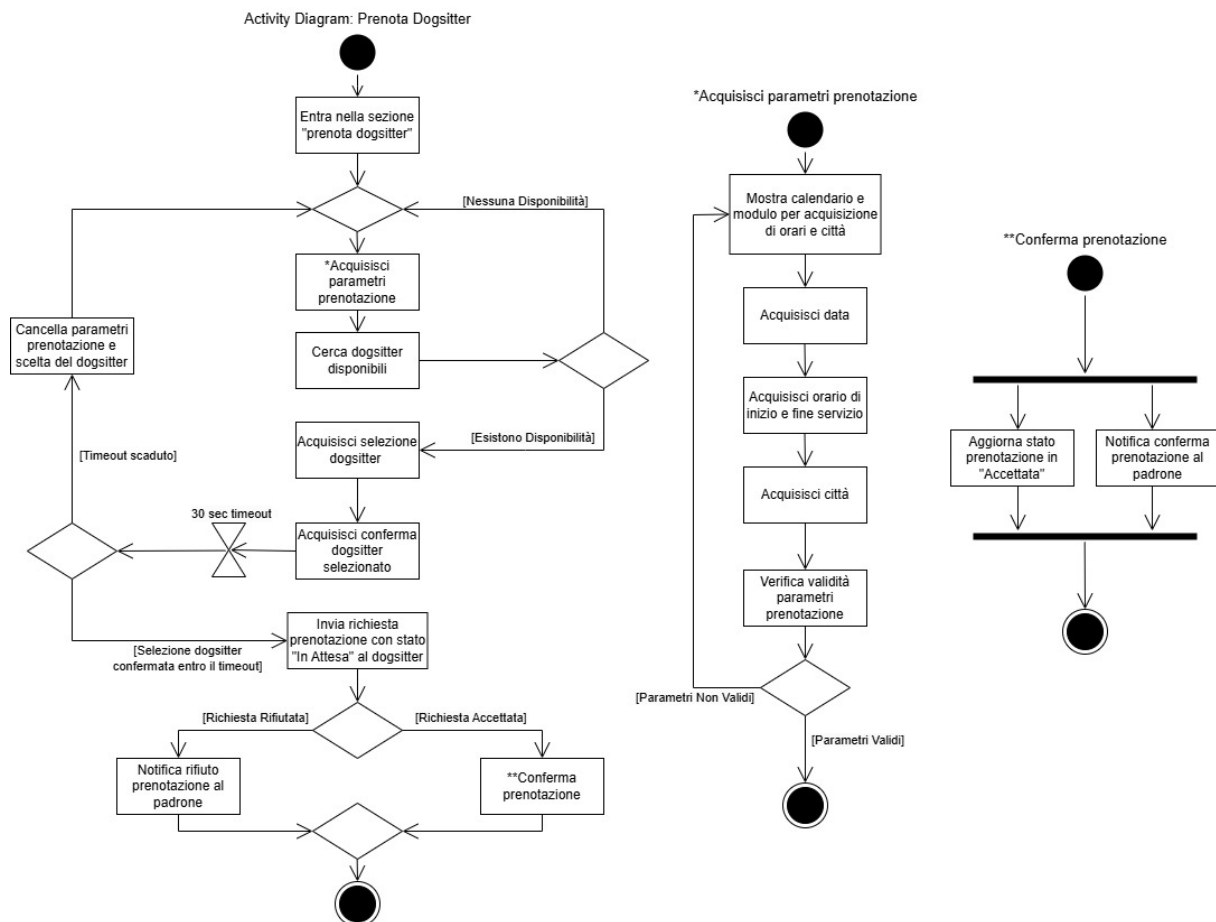 Activity Diagram: Prenota Dogsitter
Entra nella sezione
"prenota dogsitter"
[Nessuna Disponibilità]
*Acquisisci
parametri
prenotazione
Cancella parametri
prenotazione e
scelta del dogsitter
Cerca dogsitter
disponibili
Acquisisci selezione
dogsitter
[Esistono Disponibilità]
[Timeout scaduto]
30 sec timeout
Acquisisci conferma
dogsitter
selezionato
Invia richiesta
prenotazione con stato
"In Attesa" al dogsitter
[Selezione dogsitter
confermata entro il timeout]
[Richiesta Rifiutata]
[Richiesta Accettata]
Notifica rifiuto
prenotazione al
padrone
**Conferma
prenotazione
*Acquisisci parametri prenotazione
Mostra calendario e
modulo per acquisizione
di orari e città
Acquisisci data
Acquisisci orario di
inizio e fine servizio
Acquisisci città
Verifica validità
parametri
prenotazione
[Parametri Non Validi]
[Parametri Validi]
**Conferma prenotazione
Aggiorna stato
prenotazione in
"Accettata"
Notifica conferma
prenotazione al
padrone